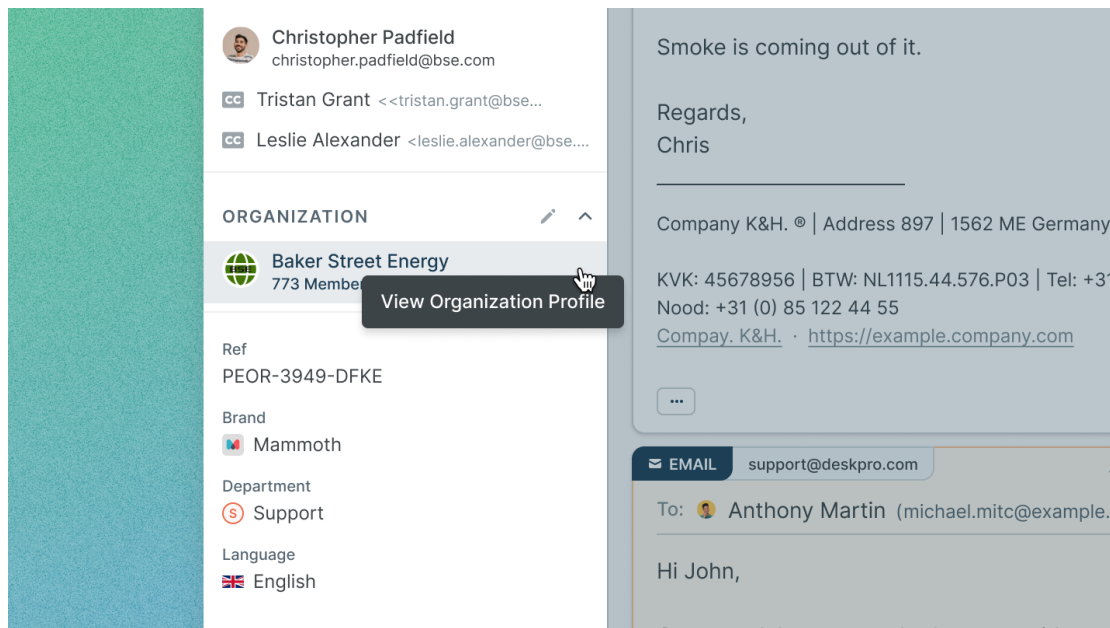 Christopher Padfield
christopher.padfield@bse.com
CC Tristan Grant <<tristan.grant@bse...
CC Leslie Alexander <leslie.alexander@bse....
ORGANIZATION
BSE
Baker Street Energy
773 Member
View Organization Profile
Ref
PEOR-3949-DFKE
Brand
Mammoth
Department
S Support
Language
English
Smoke is coming out of it.
Regards,
Chris
Company K&H. ® | Address 897 | 1562 ME Germany
KVK: 45678956 | BTW: NL1115.44.576.P03 | Tel: +31
Nood: +31 (0) 85 122 44 55
Compay. K&H. · https://example.company.com
...
EMAIL support@deskpro.com
To: Anthony Martin (michael.mitc@example.
Hi John,